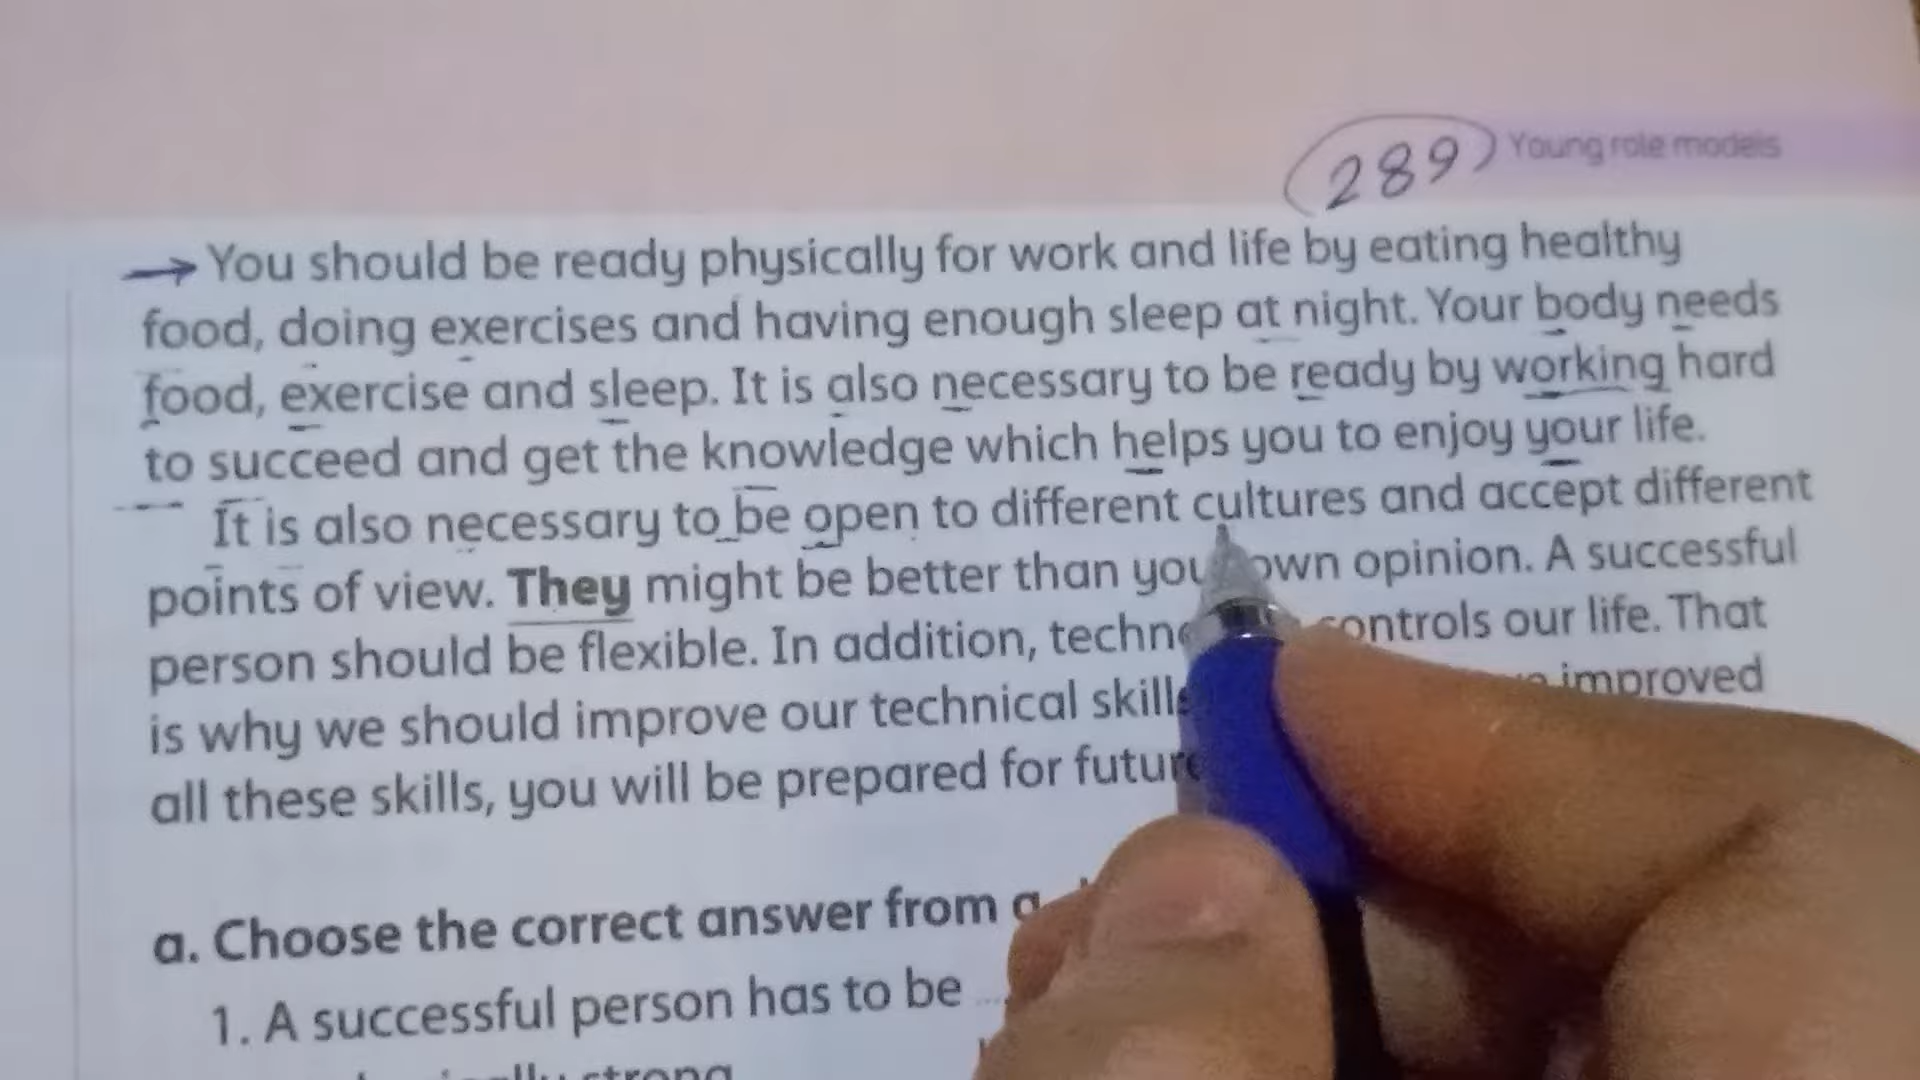 289 Young role models
You should be ready physically for work and life by eating healthy
food, doing exercises and having enough sleep at night. Your body needs
food, exercise and sleep. It is also necessary to be ready by working hard
to succeed and get the knowledge which helps you to enjoy your life.
It is also necessary to be open to different cultures and accept different
points of view. They might be better than own opinion. A successful
person should be flexible. In addition, controls our life. That
is why we should improve our technical improved
all these skills, you will be prepared for
a. Choose the correct answer from
1. A successful person has to be
strong